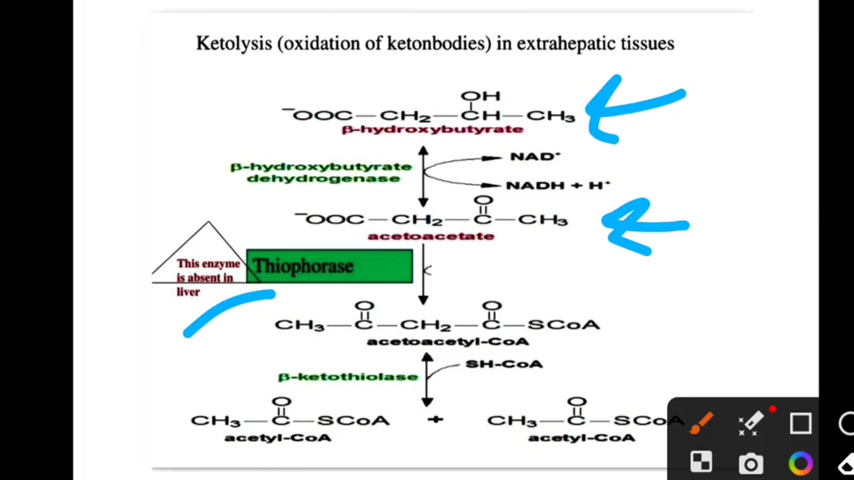 Ketolysis (oxidation of ketonbodies) in extrahepatic tissues
OH
⁻OOC—CH₂—CH—CH₃
β-hydroxybutyrate
β-hydroxybutyrate
dehydrogenase
NAD⁺
NADH + H⁺
O
⁻OOC—CH₂—C—CH₃
acetoacetate
This enzyme
is absent in
liver
Thiophorase
O O
CH₃—C—CH₂—C—SCoA
acetoacetyl-CoA
β-ketothiolase
SH-CoA
O O
CH₃—C—SCoA + CH₃—C—SCoA
acetyl-CoA acetyl-CoA